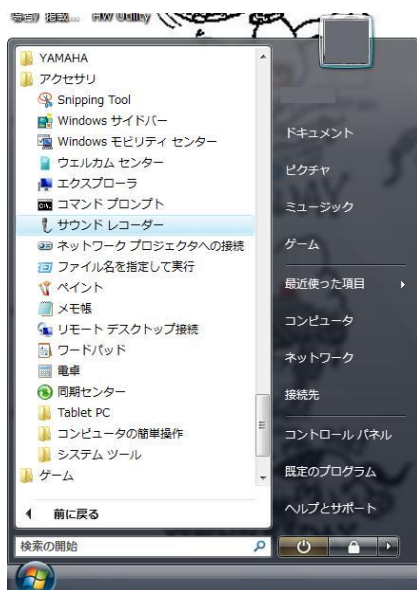 HW Utility
YAMAHA
アクセサリ
Snipping Tool
Windows サイドバー
Windows モビリティ センター
ウェルカム センター
エクスプローラ
コマンド プロンプト
サウンド レコーダー
ネットワーク プロジェクタへの接続
ファイル名を指定して実行
ペイント
メモ帳
リモート デスクトップ接続
ワードパッド
電卓
同期センター
Tablet PC
コンピュータの簡単操作
システム ツール
ゲーム
前に戻る
検索の開始
ドキュメント
ピクチャ
ミュージック
ゲーム
最近使った項目
コンピュータ
ネットワーク
接続先
コントロール パネル
既定のプログラム
ヘルプとサポート